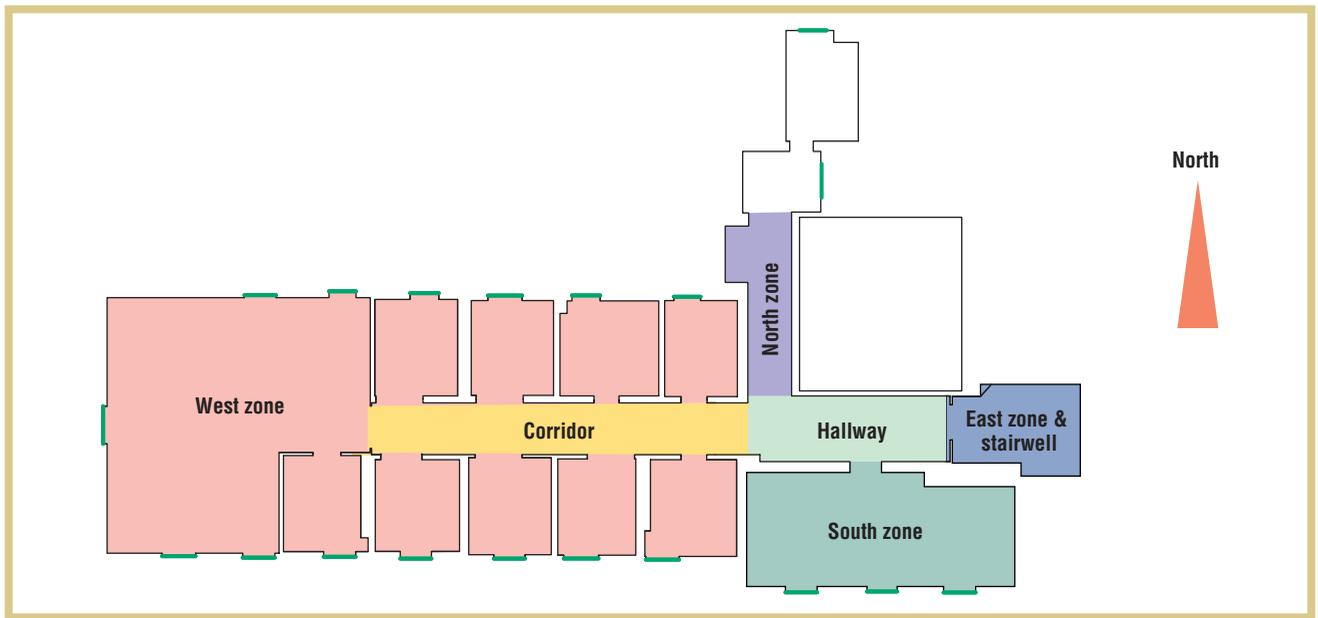 North
North zone
West zone
Corridor
Hallway
East zone &
stairwell
South zone